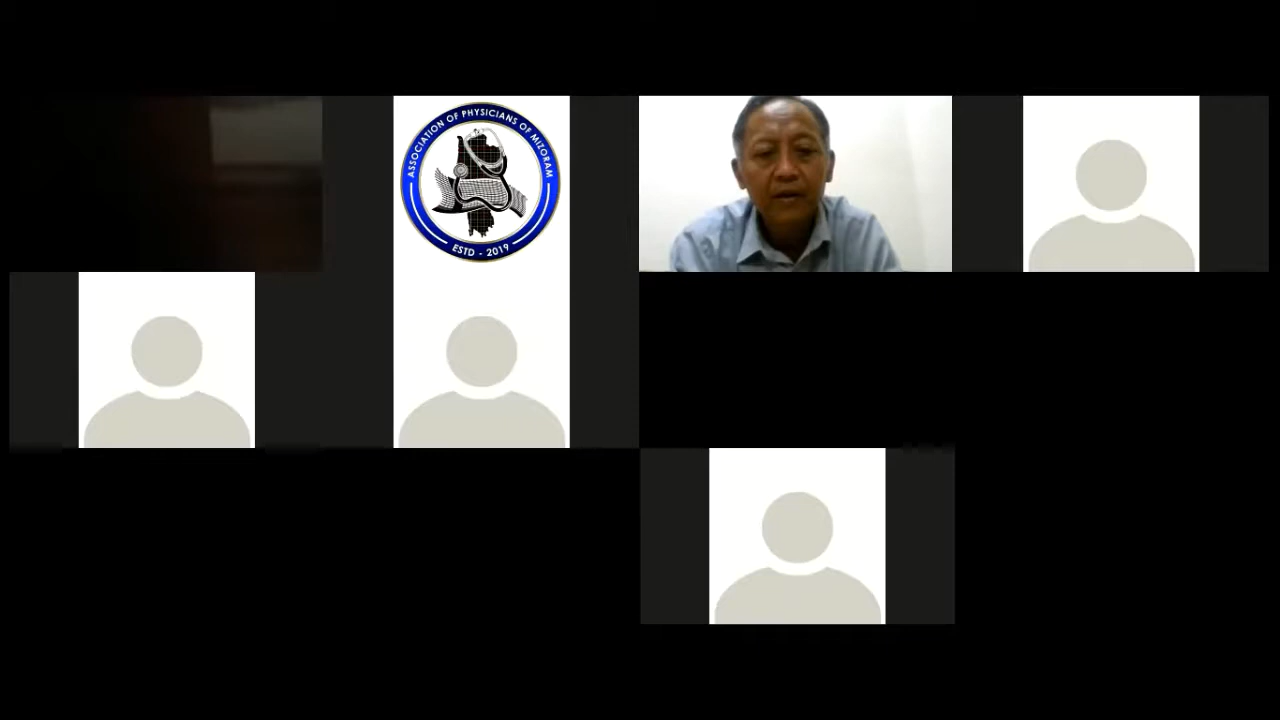 ASSOCIATION OF PHYSICIANS OF MIZORAM
ESTD - 2019